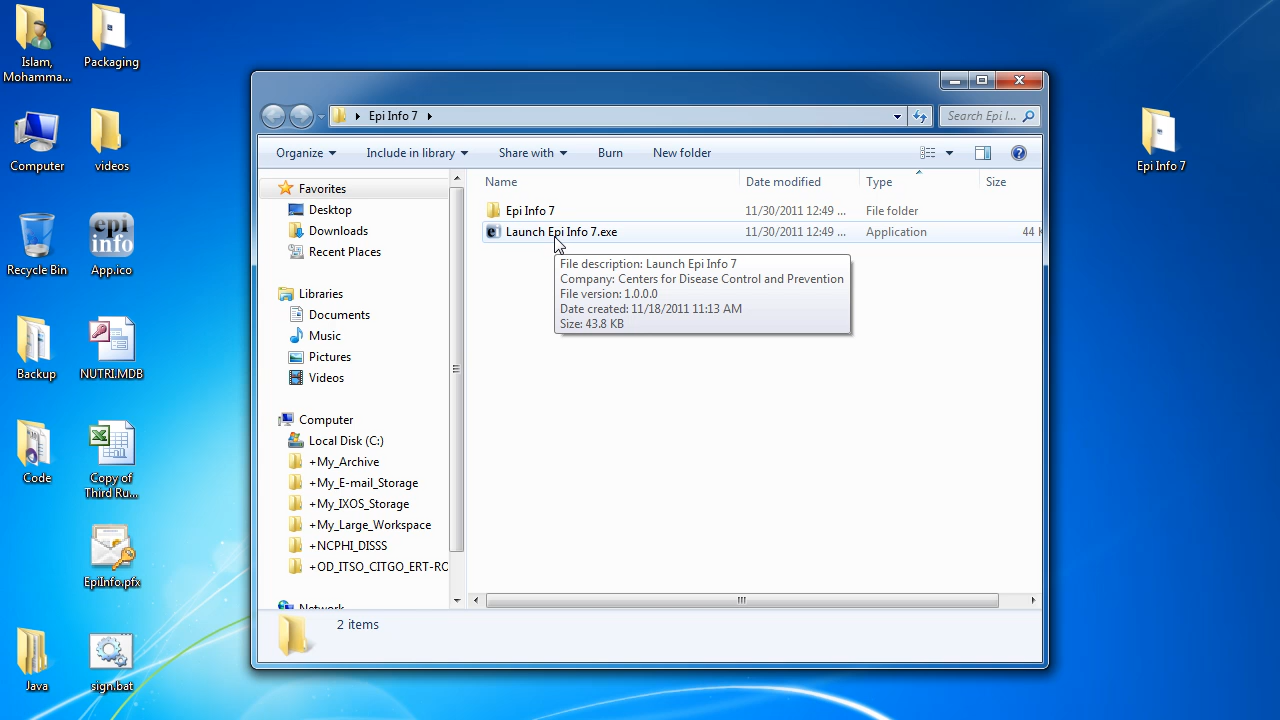 Islam,
Mohamma...
Packaging
Computer
videos
Recycle Bin
epi
info
App.ico
Backup
NUTRI.MDB
Code
Copy of
Third Ru...
EpiInfo.pfx
Java
sign.bat
Epi Info 7
Epi Info 7
Search Epi I...
Organize
Include in library
Share with
Burn
New folder
Favorites
Desktop
Downloads
Recent Places
Libraries
Documents
Music
Pictures
Videos
Computer
Local Disk (C:)
+My_Archive
+My_E-mail_Storage
+My_IXOS_Storage
+My_Large_Workspace
+NCPHI_DISSS
+OD_ITSO_CITGO_ERT-RC
Network
Name Date modified Type Size
Epi Info 7 11/30/2011 12:49 ... File folder
Launch Epi Info 7.exe 11/30/2011 12:49 ... Application 44 K
File description: Launch Epi Info 7
Company: Centers for Disease Control and Prevention
File version: 1.0.0.0
Date created: 11/18/2011 11:13 AM
Size: 43.8 KB
2 items